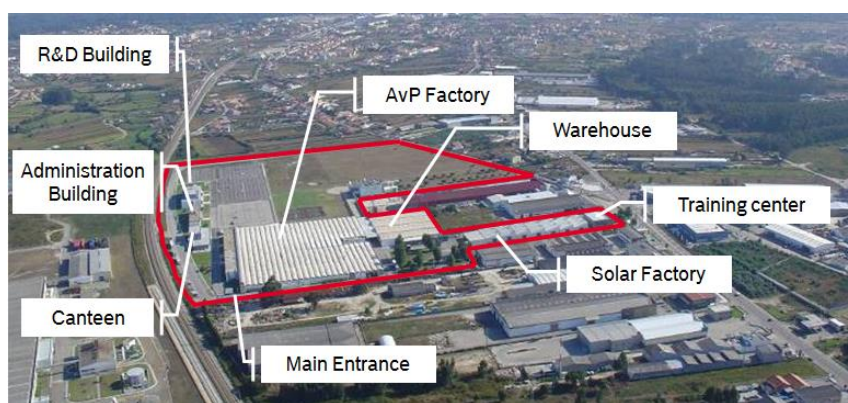 R&D Building
AvP Factory
Warehouse
Administration
Building
Training center
Solar Factory
Canteen
Main Entrance